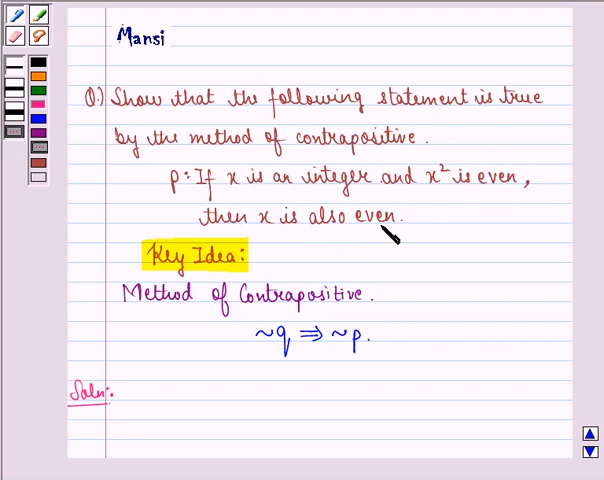 Mansi
Q.) Show that the following statement is true
by the method of contrapositive.
p: If x is an integer and x² is even,
then x is also even.
Key Idea:
Method of Contrapositive.
~q ⇒ ~p.
Soln: